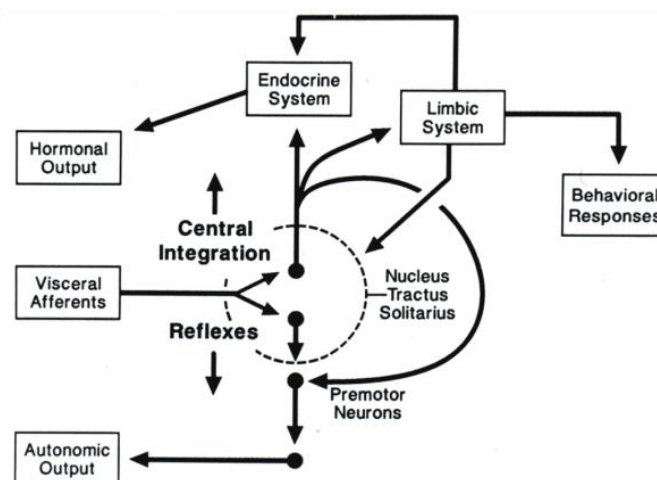 Endocrine
System
Limbic
System
Hormonal
Output
Behavioral
Responses
Central
Integration
Visceral
Afferents
Nucleus
Tractus
Solitarius
Reflexes
Premotor
Neurons
Autonomic
Output